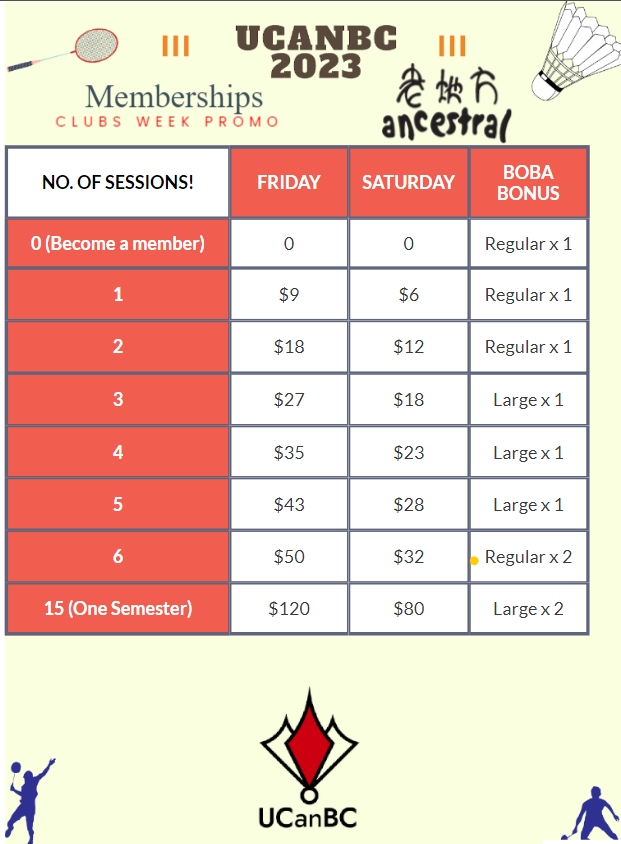 UCANBC
2023
Memberships
CLUBS WEEK PROMO
老地方
ancestral
NO. OF SESSIONS! FRIDAY SATURDAY BOBA BONUS
0 (Become a member) 0 0 Regular x 1
1 $9 $6 Regular x 1
2 $18 $12 Regular x 1
3 $27 $18 Large x 1
4 $35 $23 Large x 1
5 $43 $28 Large x 1
6 $50 $32 Regular x 2
15 (One Semester) $120 $80 Large x 2
UCanBC